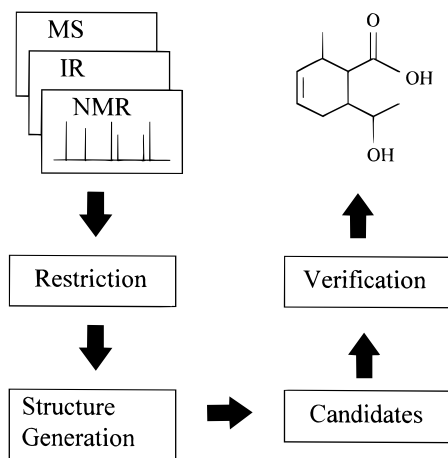 MS
IR
NMR
O
OH
OH
Restriction
Verification
Structure
Generation
Candidates